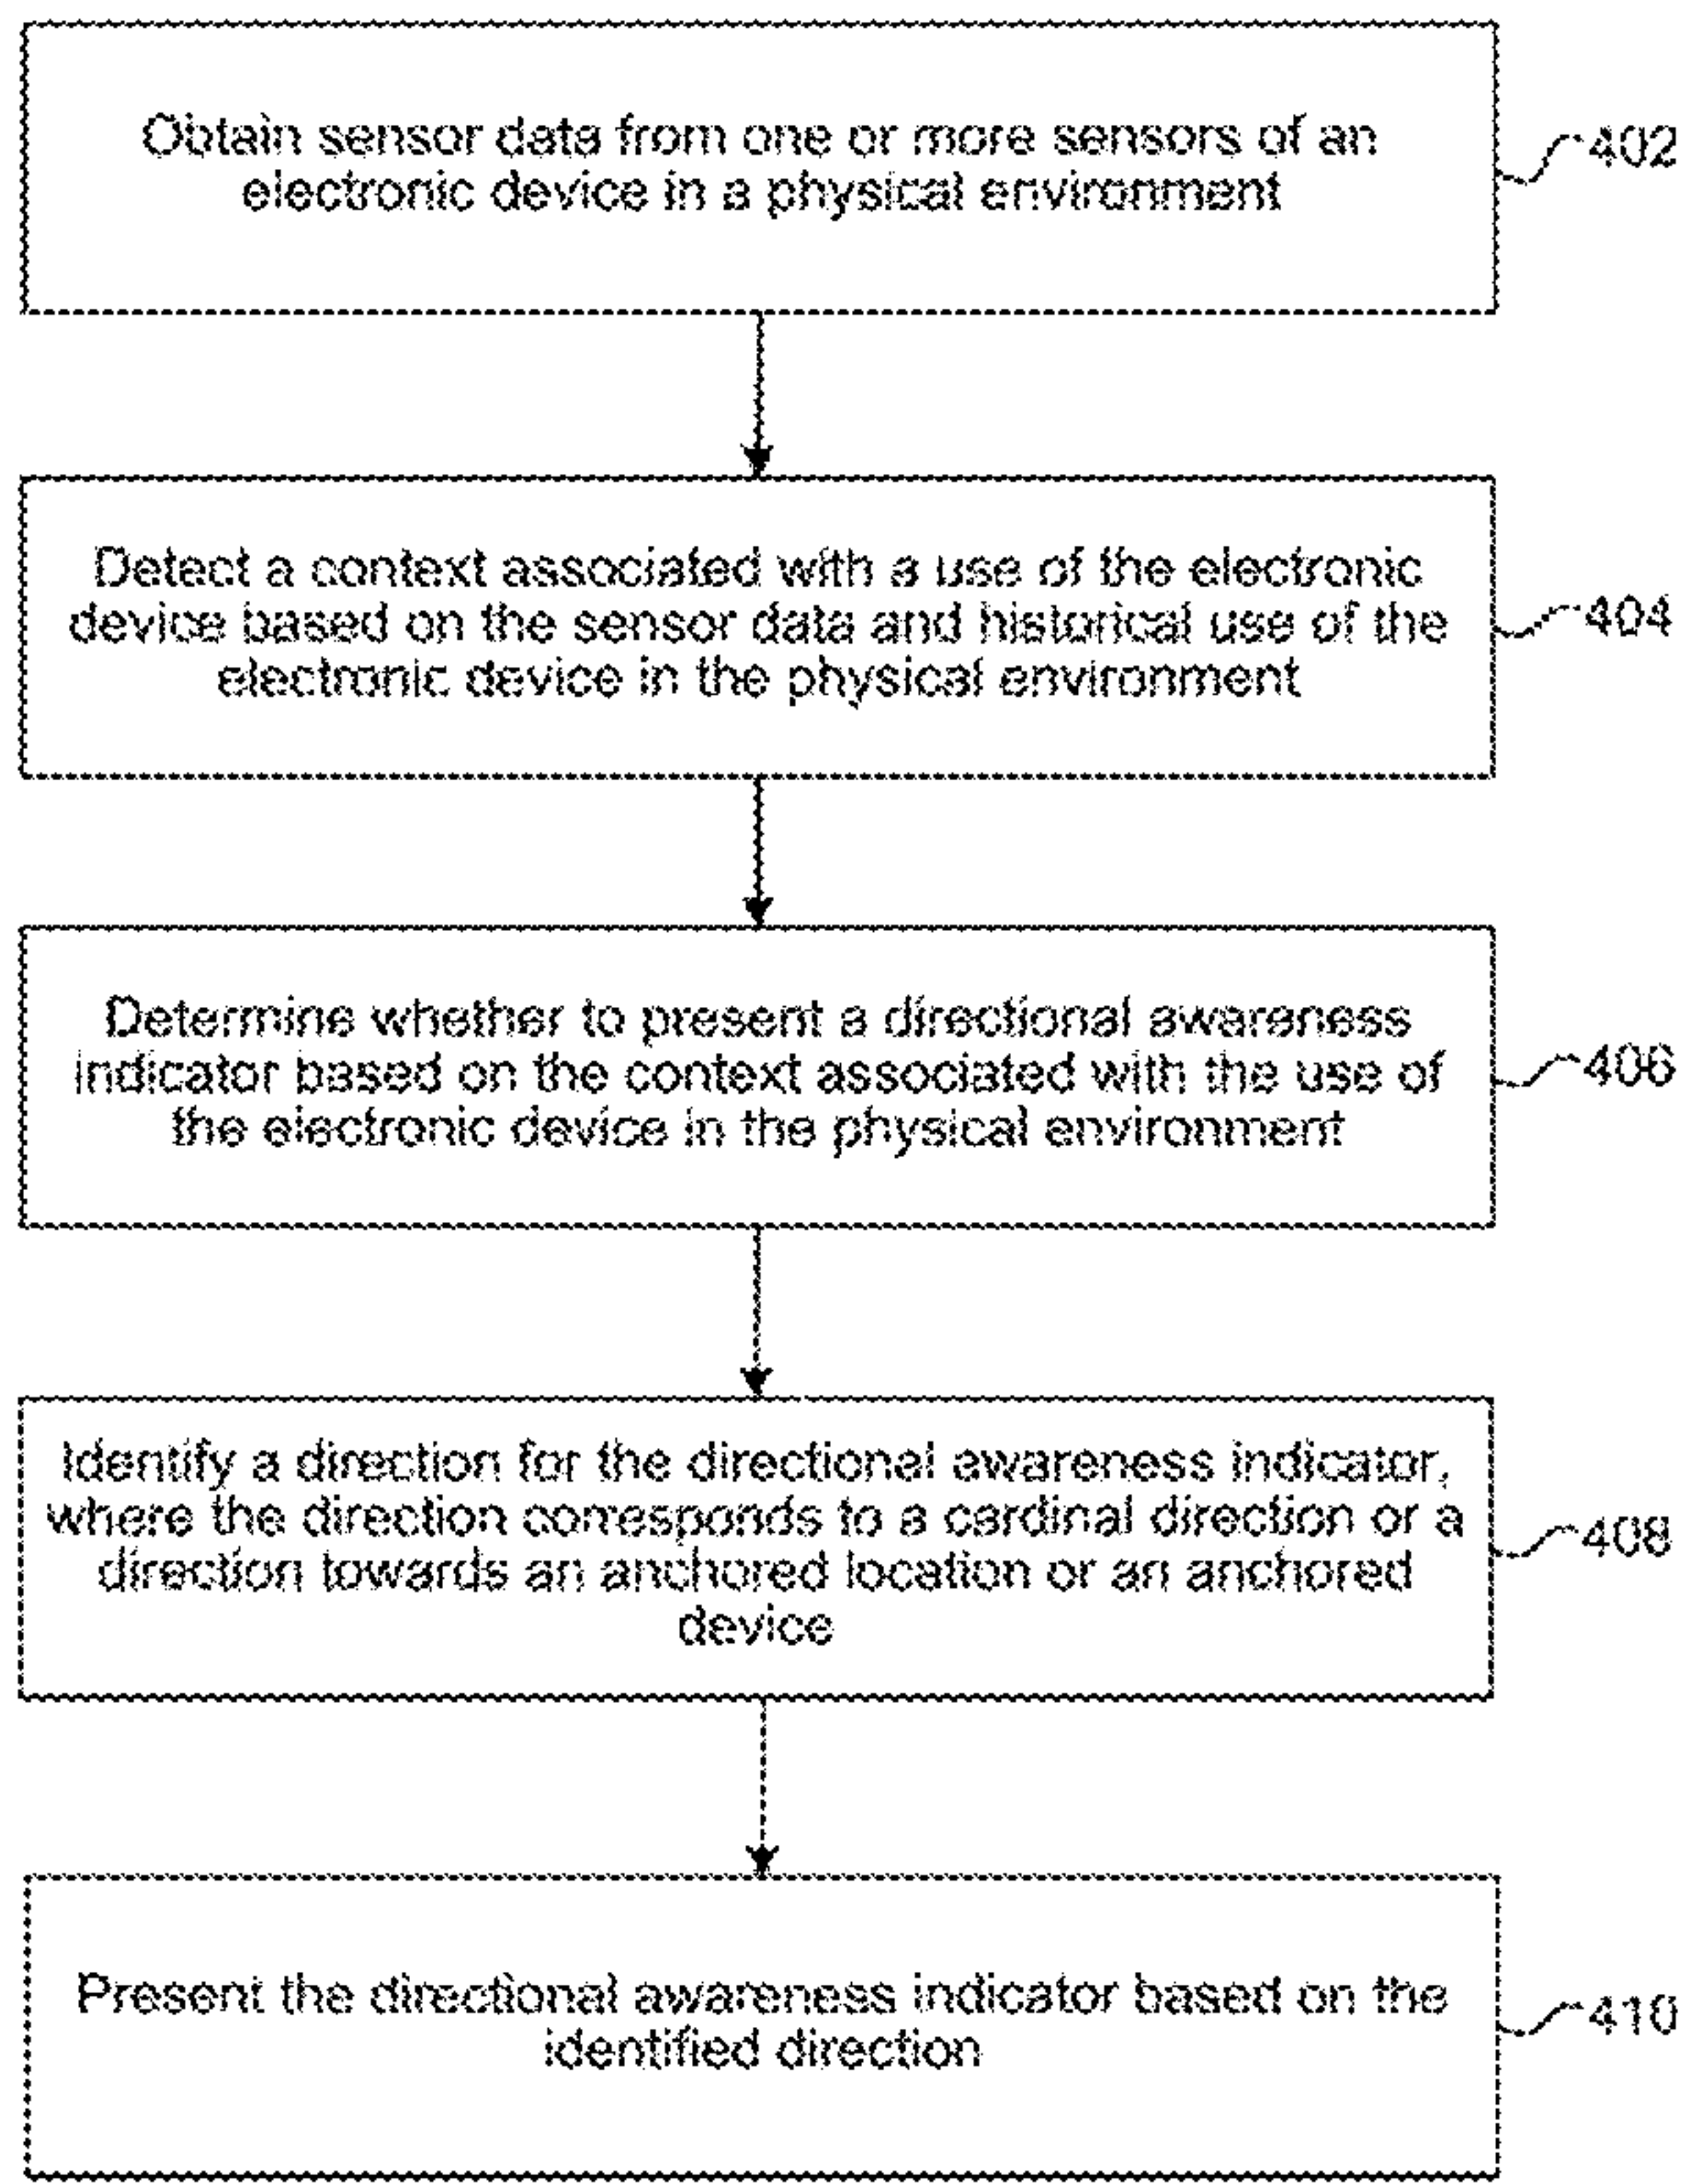 Obtain sensor data from one or more sensors of an
electronic device in a physical environment
402
Detect a context associated with a use of the electronic
device based on the sensor data and historical use of the
electronic device in the physical environment
404
Determine whether to present a directional awareness
indicator based on the context associated with the use of
the electronic device in the physical environment
406
Identify a direction for the directional awareness indicator,
where the direction corresponds to a cardinal direction or a
direction towards an anchored location or an anchored
device
408
Present the directional awareness indicator based on the
identified direction
410